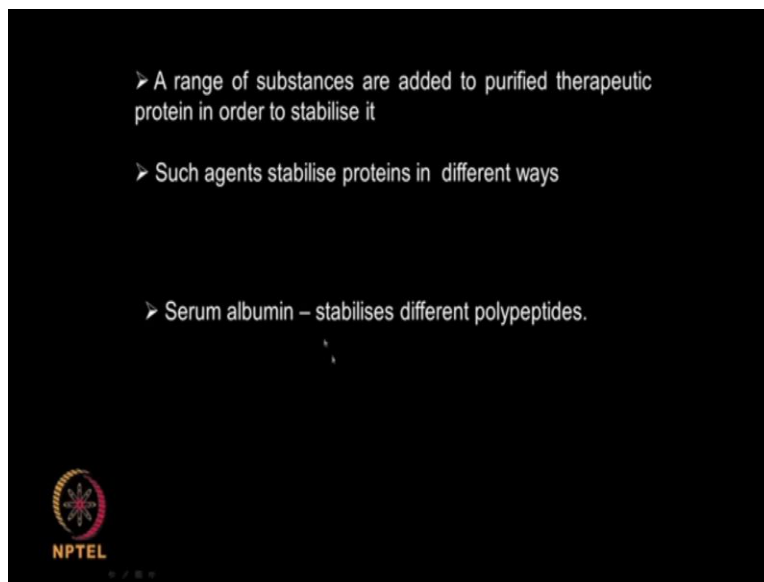 ➤ A range of substances are added to purified therapeutic
protein in order to stabilise it
➤ Such agents stabilise proteins in different ways
➤ Serum albumin – stabilises different polypeptides.
NPTEL